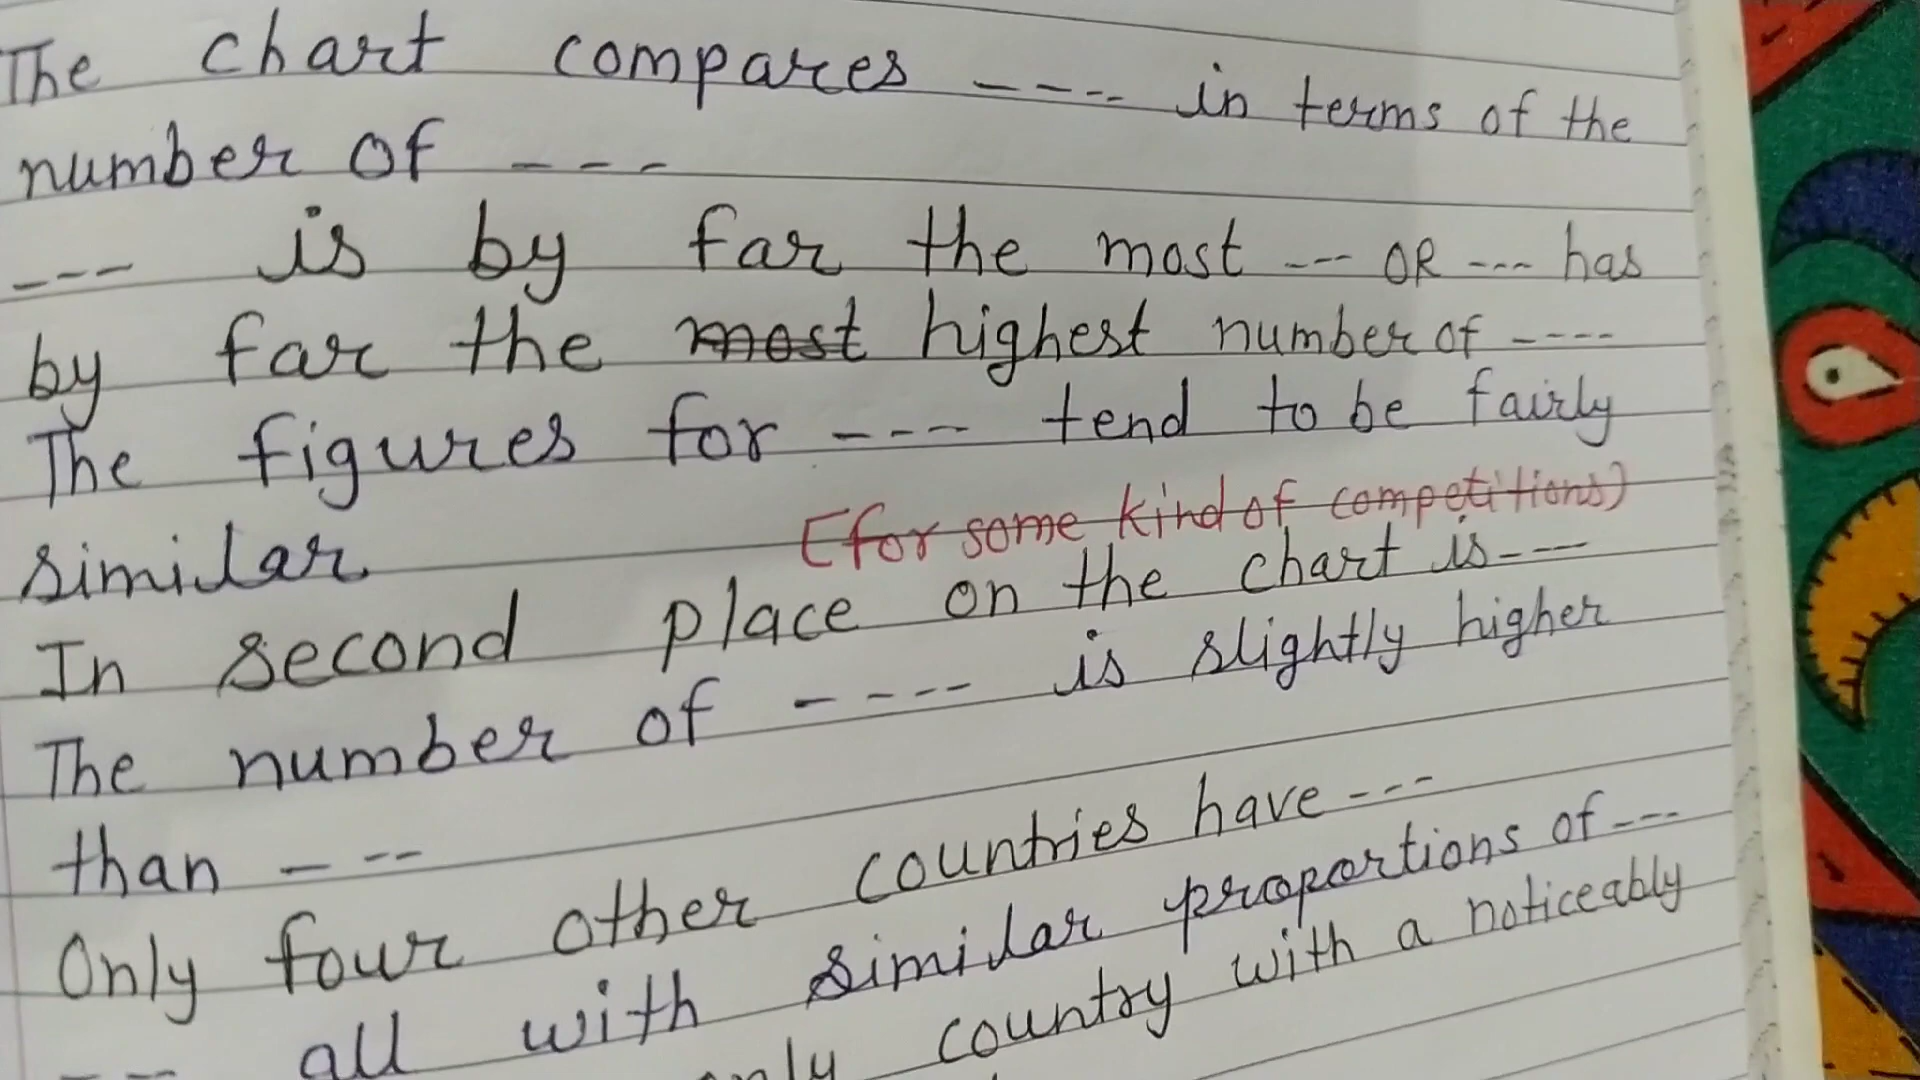 The chart compares ---- in terms of the
number of ---
--- is by far the most --- OR --- has
by far the most highest number of ----
The figures for ---- tend to be fairly
similar.
(for some kind of competitions)
In second place on the chart is ---
The number of ---- is slightly higher
than ---
Only four other countries have ---
-- all with similar proportions of ---
only country with a noticeably